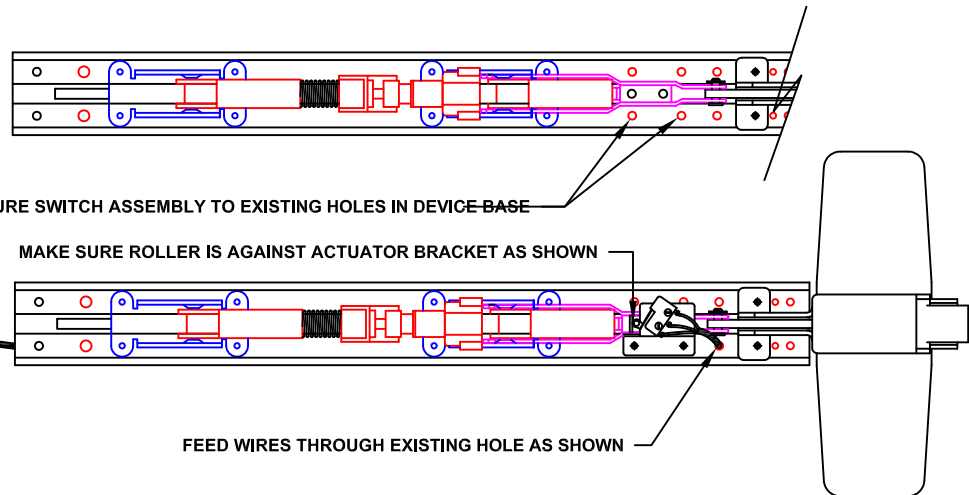 URE SWITCH ASSEMBLY TO EXISTING HOLES IN DEVICE BASE
MAKE SURE ROLLER IS AGAINST ACTUATOR BRACKET AS SHOWN
FEED WIRES THROUGH EXISTING HOLE AS SHOWN